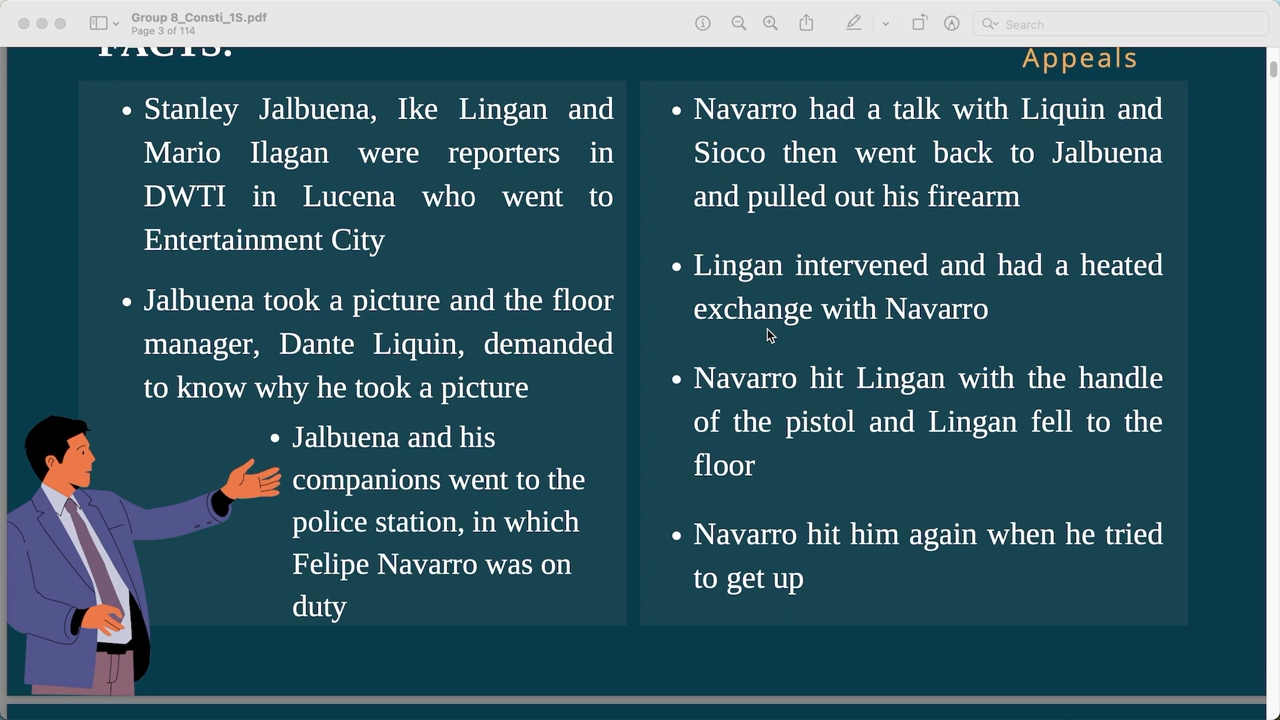 Group 8_Consti_1S.pdf
Page 3 of 114
Search
FACTS:
Appeals
• Stanley Jalbuena, Ike Lingan and
Mario Ilagan were reporters in
DWTI in Lucena who went to
Entertainment City
• Jalbuena took a picture and the floor
manager, Dante Liquin, demanded
to know why he took a picture
• Jalbuena and his
companions went to the
police station, in which
Felipe Navarro was on
duty
• Navarro had a talk with Liquin and
Sioco then went back to Jalbuena
and pulled out his firearm
• Lingan intervened and had a heated
exchange with Navarro
• Navarro hit Lingan with the handle
of the pistol and Lingan fell to the
floor
• Navarro hit him again when he tried
to get up